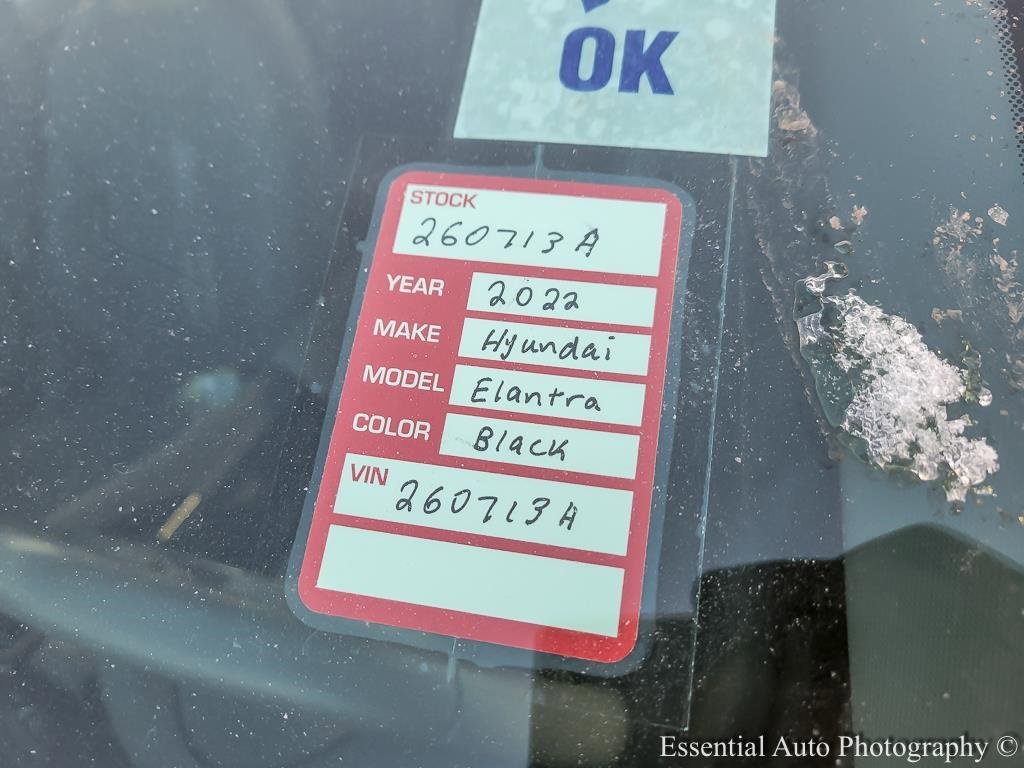 OK
STOCK
260713A
YEAR 2022
MAKE Hyundai
MODEL Elantra
COLOR Black
VIN 260713A
Essential Auto Photography ©